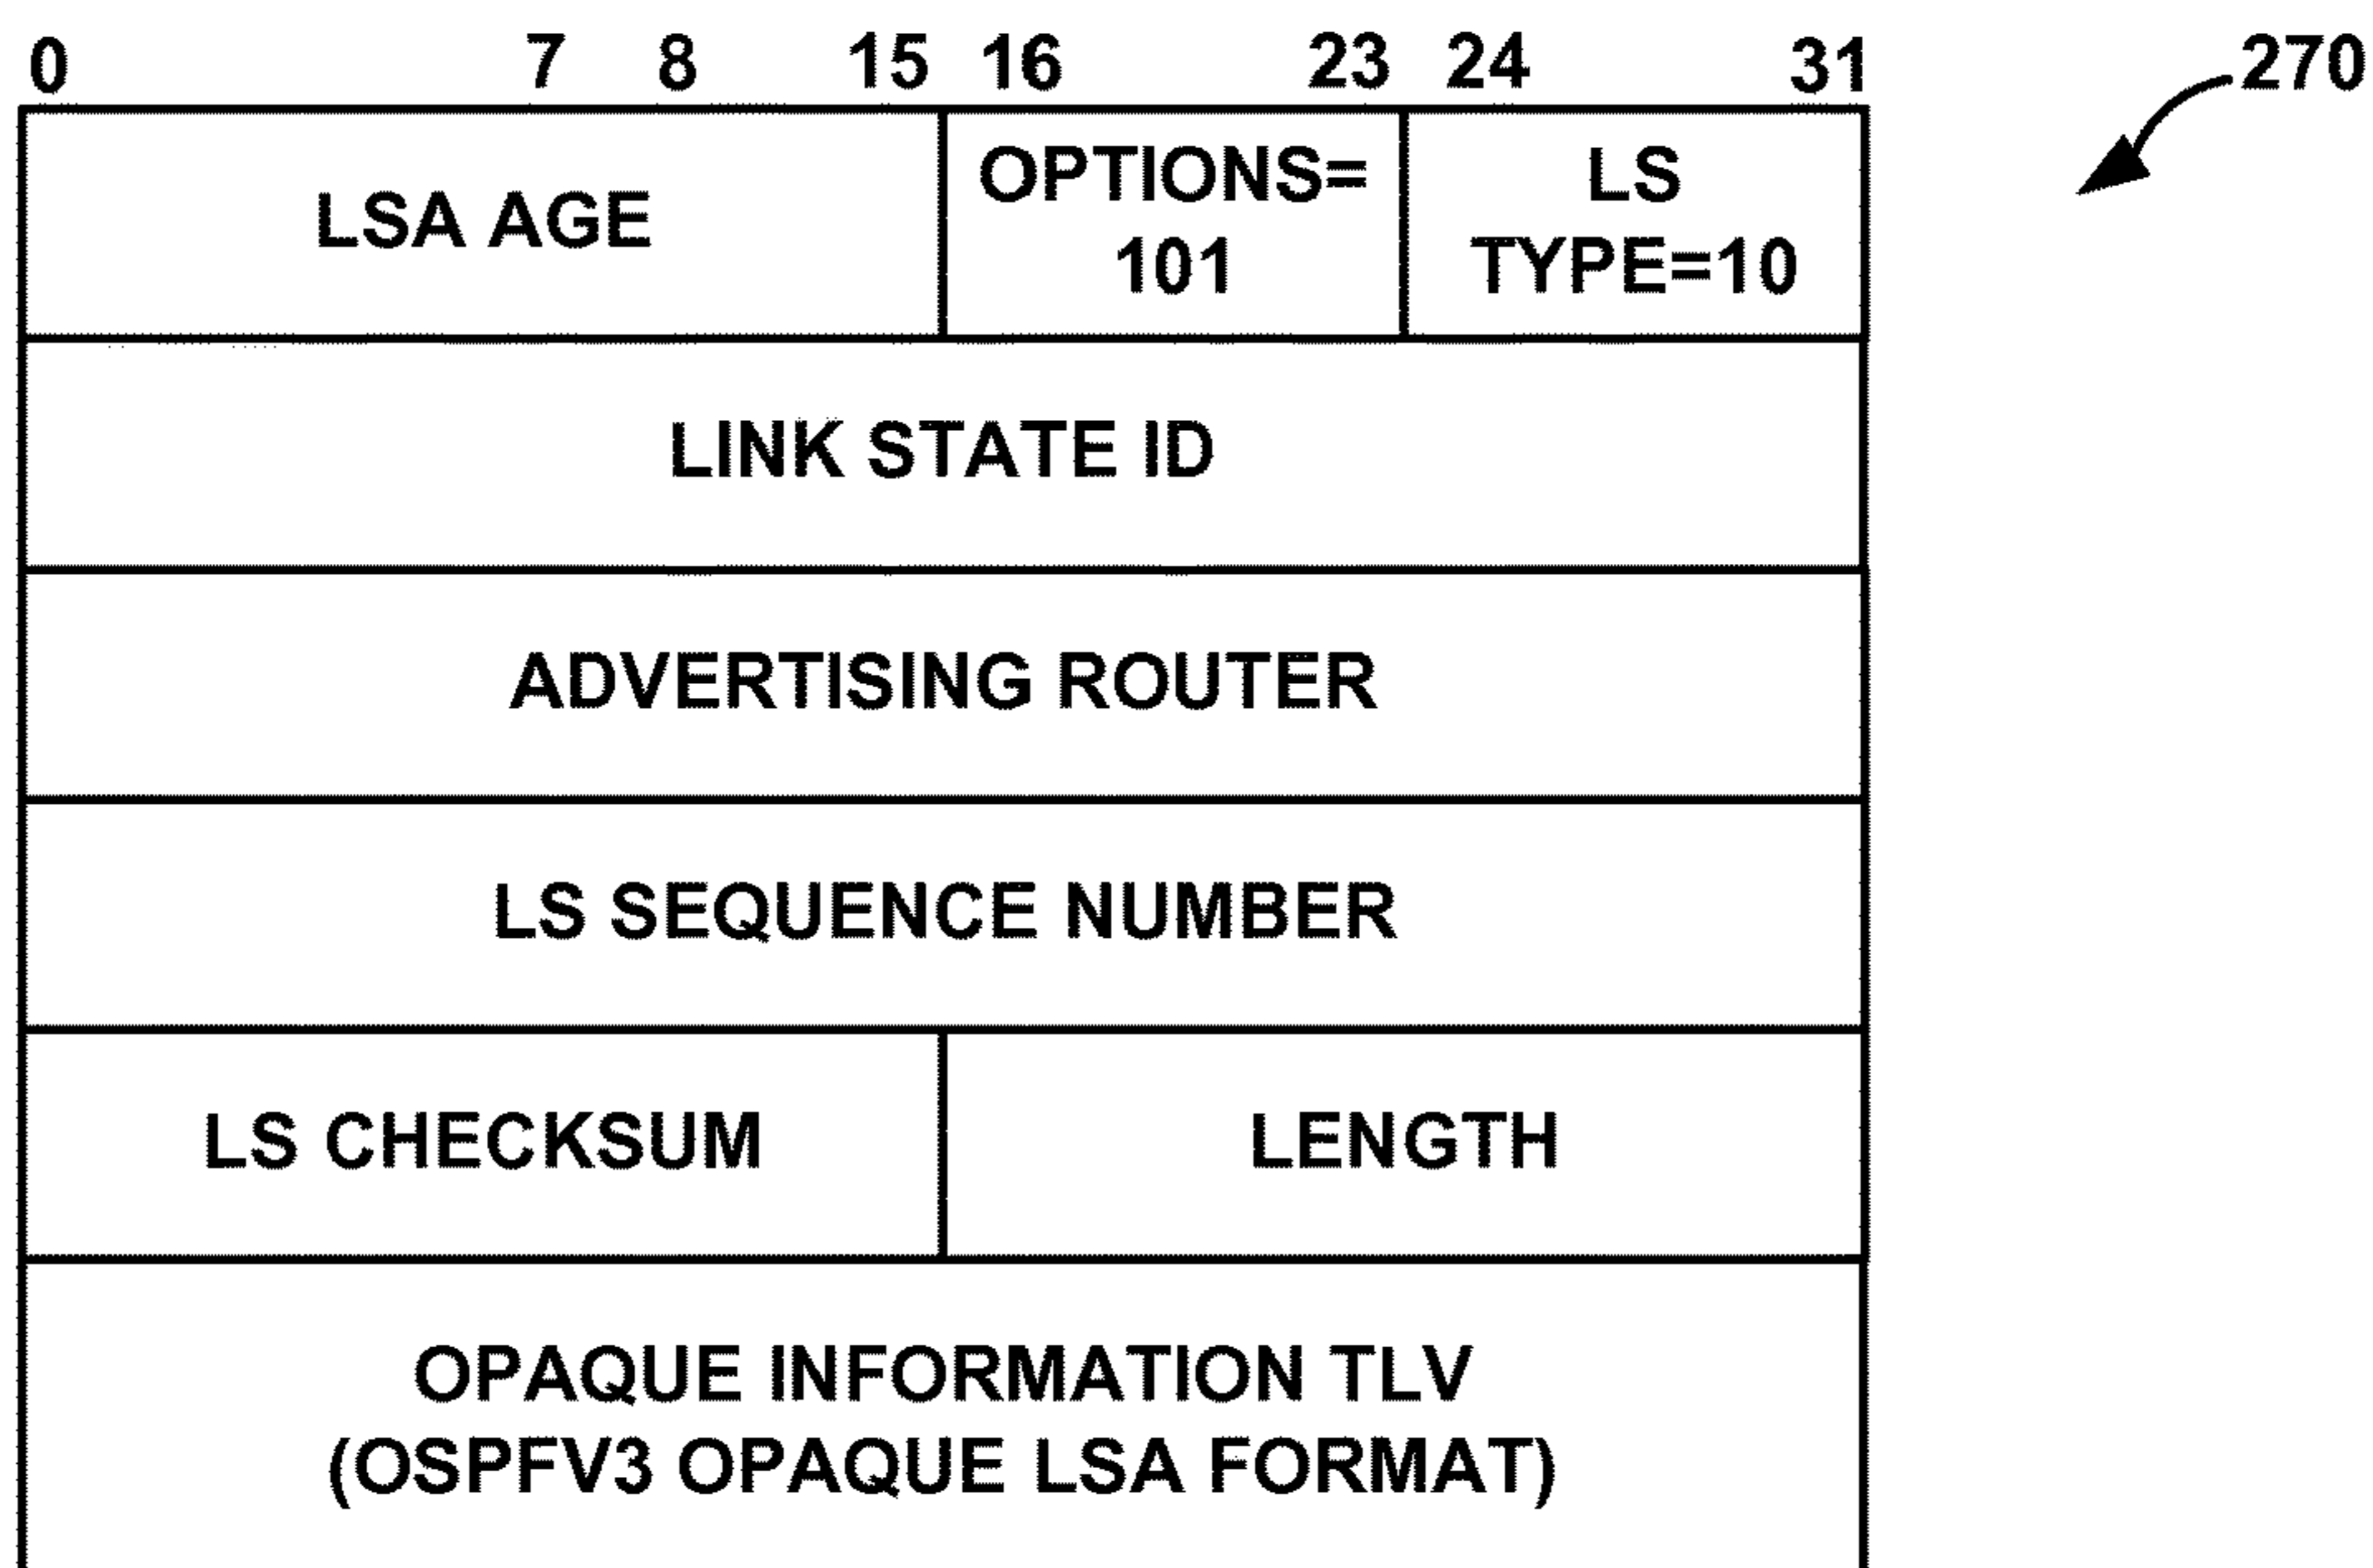 0 7 8 15 16 23 24 31
270
LSA AGE
OPTIONS=
101
LS
TYPE=10
LINK STATE ID
ADVERTISING ROUTER
LS SEQUENCE NUMBER
LS CHECKSUM
LENGTH
OPAQUE INFORMATION TLV
(OSPFV3 OPAQUE LSA FORMAT)